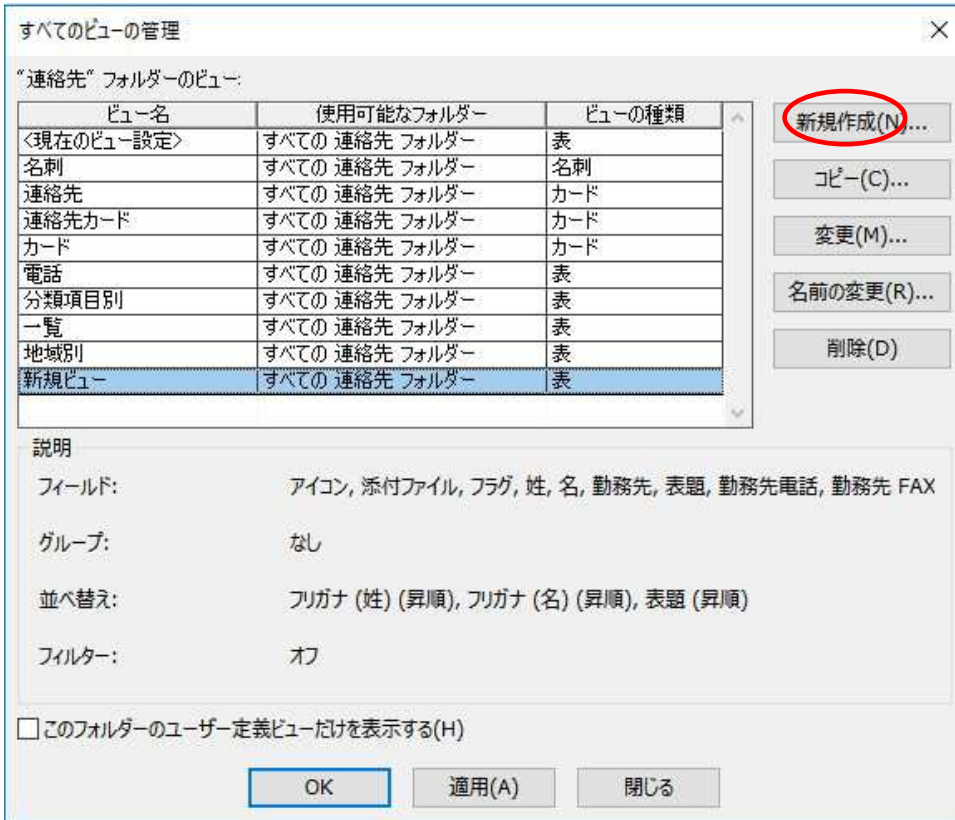 すべてのビューの管理
"連絡先" フォルダーのビュー:
ビュー名 使用可能なフォルダー ビューの種類
<現在のビュー設定> すべての 連絡先 フォルダー 表
名刺 すべての 連絡先 フォルダー 名刺
連絡先 すべての 連絡先 フォルダー カード
連絡先カード すべての 連絡先 フォルダー カード
カード すべての 連絡先 フォルダー カード
電話 すべての 連絡先 フォルダー 表
分類項目別 すべての 連絡先 フォルダー 表
一覧 すべての 連絡先 フォルダー 表
地域別 すべての 連絡先 フォルダー 表
新規ビュー すべての 連絡先 フォルダー 表
新規作成(N)...
コピー(C)...
変更(M)...
名前の変更(R)...
削除(D)
説明
フィールド: アイコン, 添付ファイル, フラグ, 姓, 名, 勤務先, 表題, 勤務先電話, 勤務先 FAX
グループ: なし
並べ替え: フリガナ (姓) (昇順), フリガナ (名) (昇順), 表題 (昇順)
フィルター: オフ
このフォルダーのユーザー定義ビューだけを表示する(H)
OK 適用(A) 閉じる